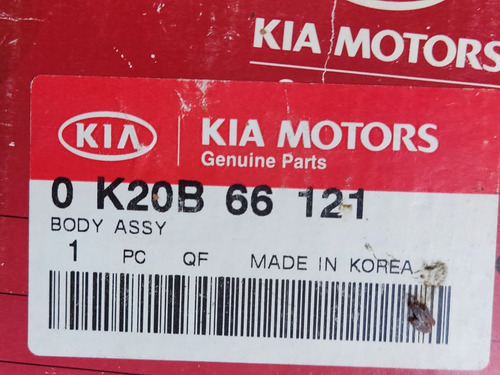 KIA MOTORS
KIA KIA MOTORS
Genuine Parts
0 K20B 66 121
BODY ASSY
1 PC QF MADE IN KOREA